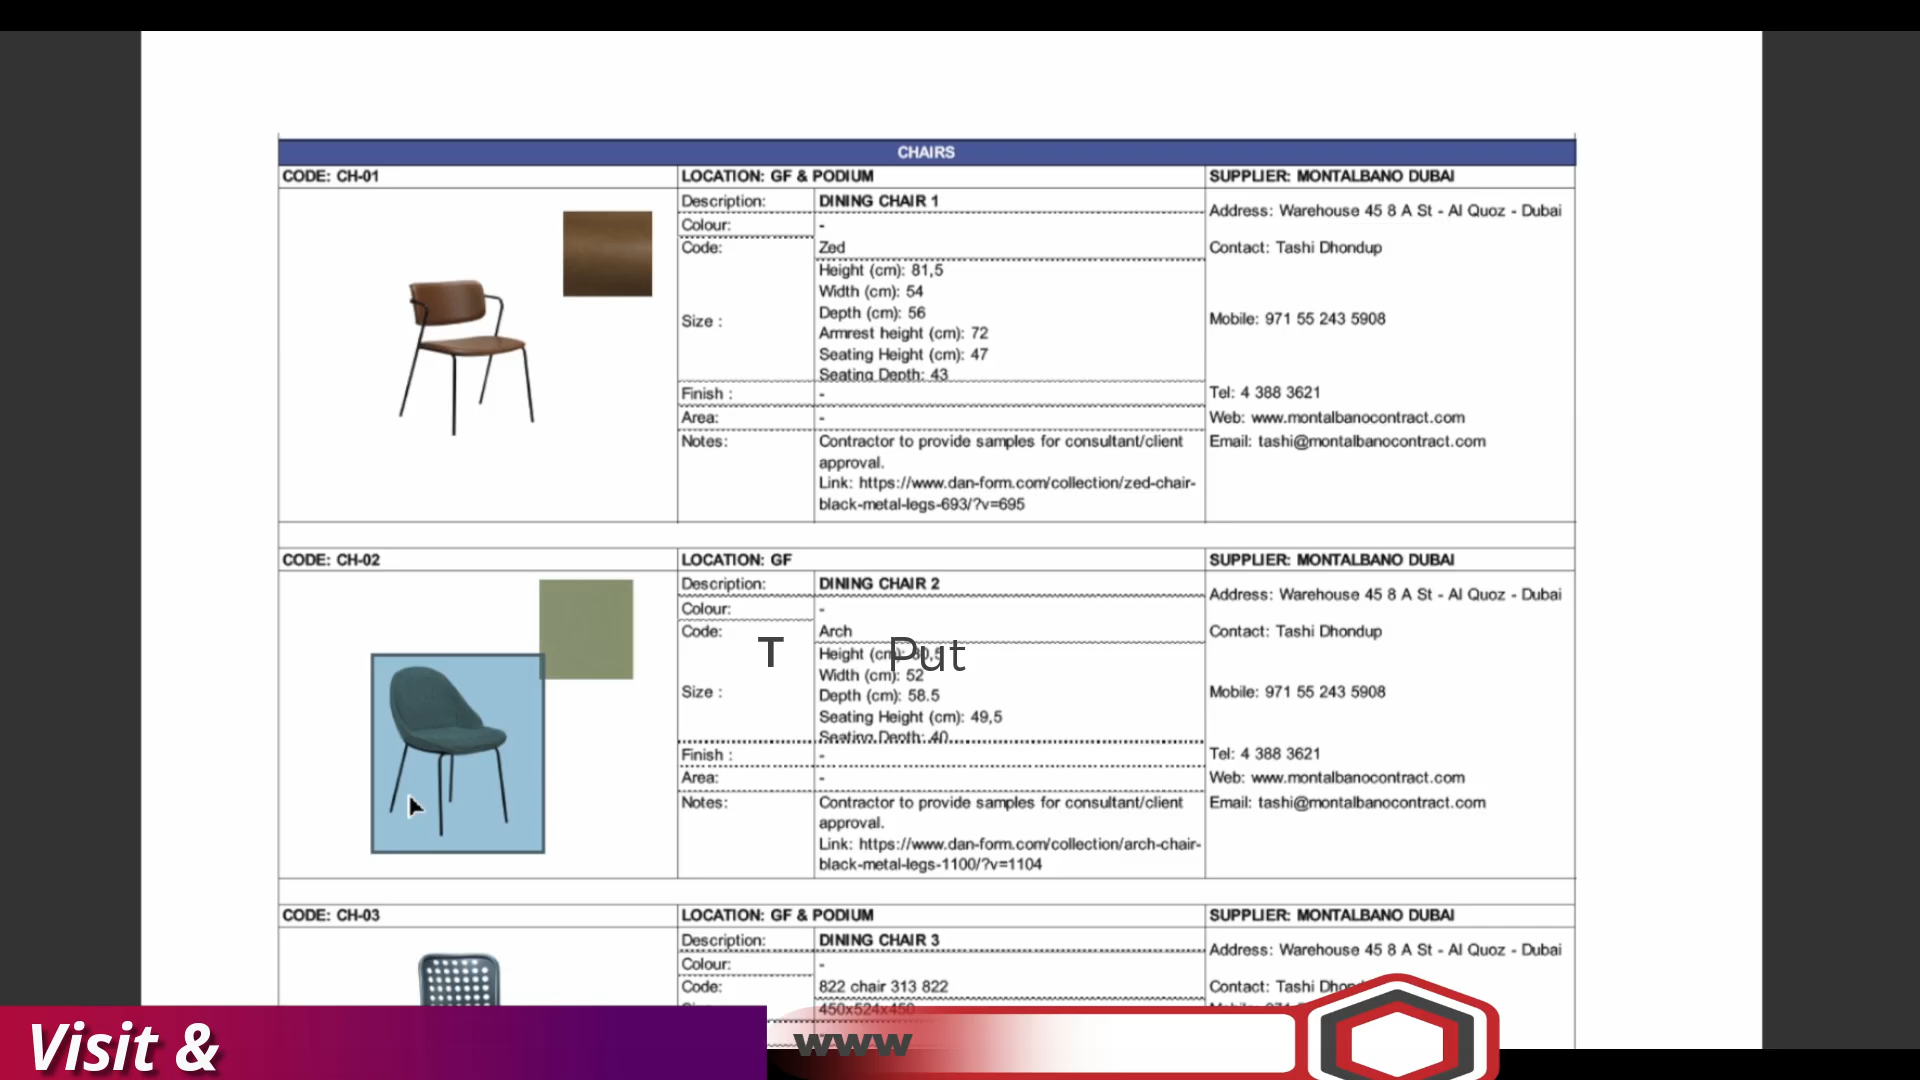 CHAIRS
CODE: CH-01
LOCATION: GF & PODIUM
SUPPLIER: MONTALBANO DUBAI
Description:
DINING CHAIR 1
Address: Warehouse 45 8 A St - Al Quoz - Dubai
Colour:
-
Code:
Zed
Contact: Tashi Dhondup
Size :
Height (cm): 81,5
Width (cm): 54
Depth (cm): 56
Armrest height (cm): 72
Seating Height (cm): 47
Seating Depth: 43
Mobile: 971 55 243 5908
Finish :
-
Tel: 4 388 3621
Area:
-
Web: www.montalbanocontract.com
Notes:
Contractor to provide samples for consultant/client
approval.
Link: https://www.dan-form.com/collection/zed-chair-
black-metal-legs-693/?v=695
Email: tashi@montalbanocontract.com
CODE: CH-02
LOCATION: GF
SUPPLIER: MONTALBANO DUBAI
Description:
DINING CHAIR 2
Address: Warehouse 45 8 A St - Al Quoz - Dubai
Colour:
-
Code:
Arch
Contact: Tashi Dhondup
T Put
Size :
Height (cm): 80,5
Width (cm): 52
Depth (cm): 58.5
Seating Height (cm): 49,5
Seating Depth: 40
Mobile: 971 55 243 5908
Finish :
-
Tel: 4 388 3621
Area:
-
Web: www.montalbanocontract.com
Notes:
Contractor to provide samples for consultant/client
approval.
Link: https://www.dan-form.com/collection/arch-chair-
black-metal-legs-1100/?v=1104
Email: tashi@montalbanocontract.com
CODE: CH-03
LOCATION: GF & PODIUM
SUPPLIER: MONTALBANO DUBAI
Description:
DINING CHAIR 3
Address: Warehouse 45 8 A St - Al Quoz - Dubai
Colour:
-
Code:
822 chair 313 822
Contact: Tashi
450x524x450
Visit &
www